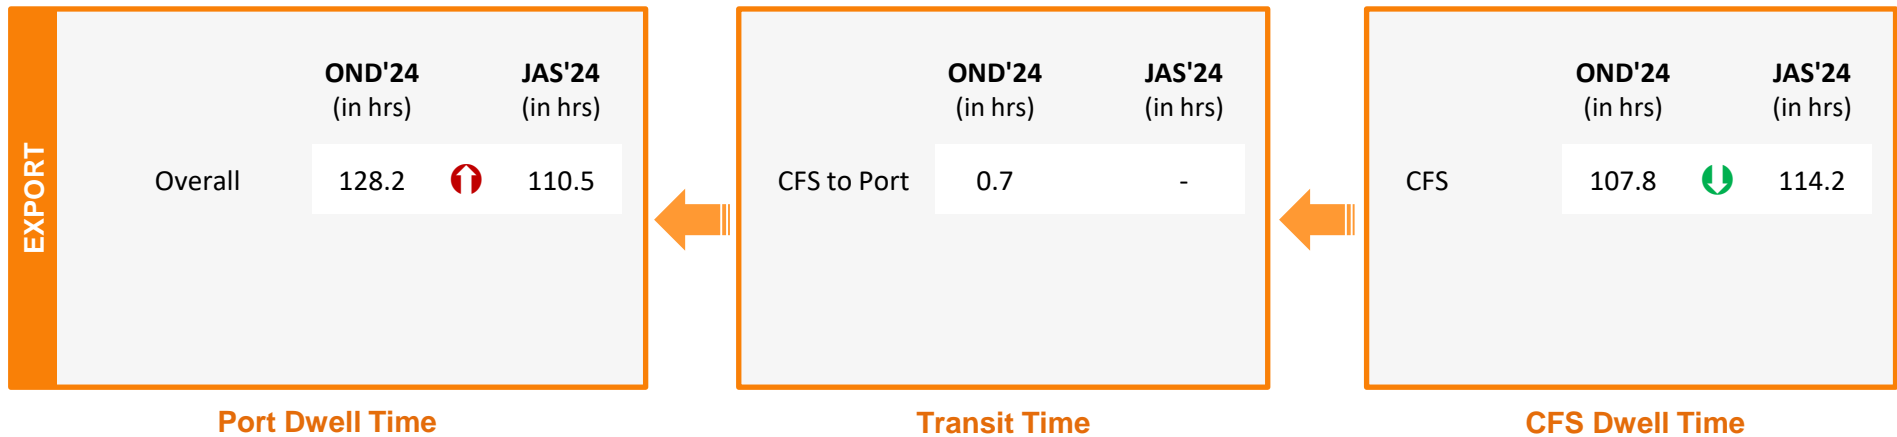 EXPORT
OND'24 JAS'24
(in hrs) (in hrs)
Overall 128.2 110.5
Port Dwell Time
OND'24 JAS'24
(in hrs) (in hrs)
CFS to Port 0.7 -
Transit Time
OND'24 JAS'24
(in hrs) (in hrs)
CFS 107.8 114.2
CFS Dwell Time